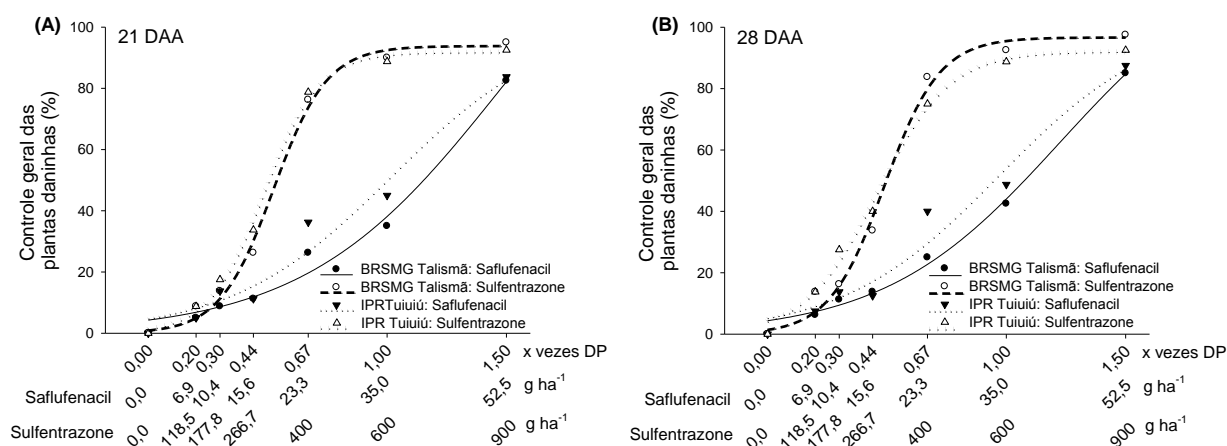 (A)
21 DAA
Controle geral das
plantas daninhas (%)
100
80
60
40
20
0
BRSMG Talismã: Saflufenacil
BRSMG Talismã: Sulfentrazone
IPRTuiuiú: Saflufenacil
IPR Tuiuiú: Sulfentrazone
0,00 0,20 0,30 0,44 0,67 1,00 1,50 x vezes DP
Saflufenacil 0,0 6,9 10,4 15,6 23,3 35,0 52,5 g ha-1
Sulfentrazone 0,0 118,5 177,8 266,7 400 600 900 g ha-1
(B)
28 DAA
Controle geral das
plantas daninhas (%)
100
80
60
40
20
0
BRSMG Talismã: Saflufenacil
BRSMG Talismã: Sulfentrazone
IPR Tuiuiú: Saflufenacil
IPR Tuiuiú: Sulfentrazone
0,00 0,20 0,30 0,44 0,67 1,00 1,50 x vezes DP
Saflufenacil 0,0 6,9 10,4 15,6 23,3 35,0 52,5 g ha-1
Sulfentrazone 0,0 118,5 177,8 266,7 400 600 900 g ha-1